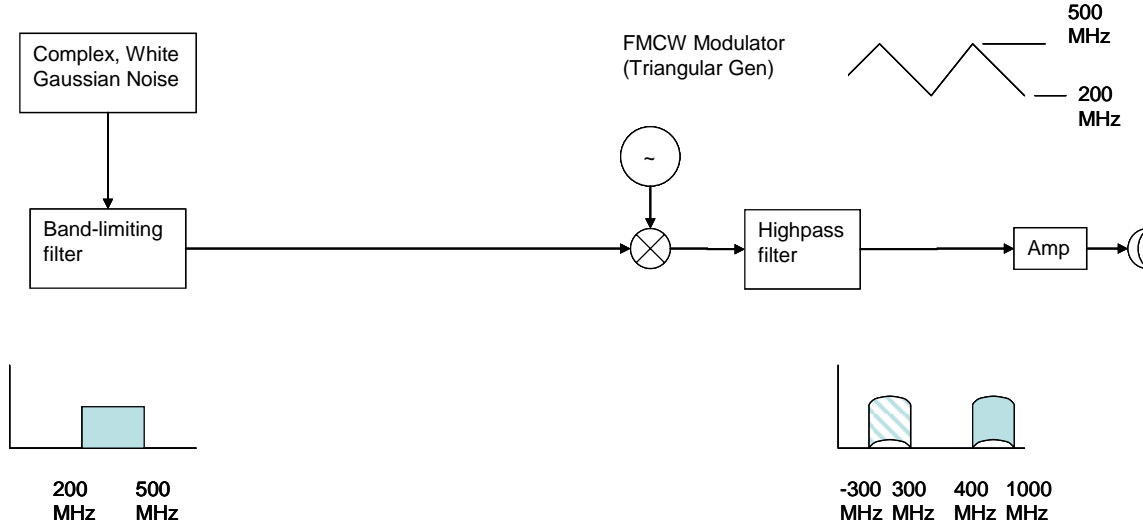 Complex, White
Gaussian Noise
FMCW Modulator
(Triangular Gen)
500
MHz
200
MHz
~
Band-limiting
filter
Highpass
filter
Amp
200
MHz
500
MHz
-300
MHz
300
MHz
400
MHz
1000
MHz